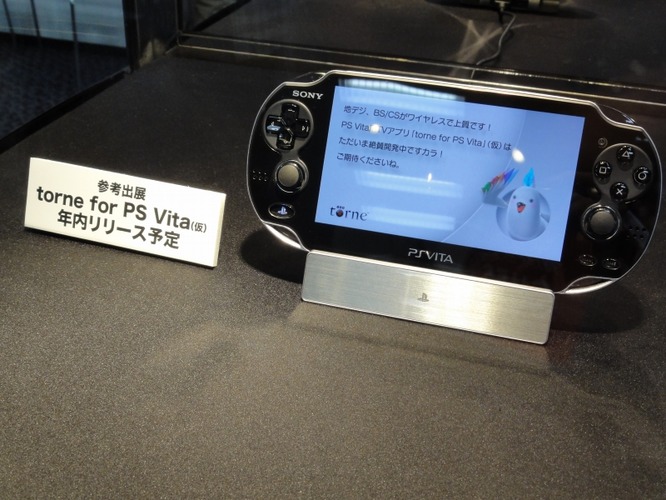 参考出展
torne for PS Vita(仮)
年内リリース予定
SONY
地デジ、BS/CSがワイヤレスで上質です！
PS Vita Vアプリ「torne for PS Vita」(仮)は
ただいま絶賛開発中ですカラ！
ご期待くださいね。
torne
PSVITA